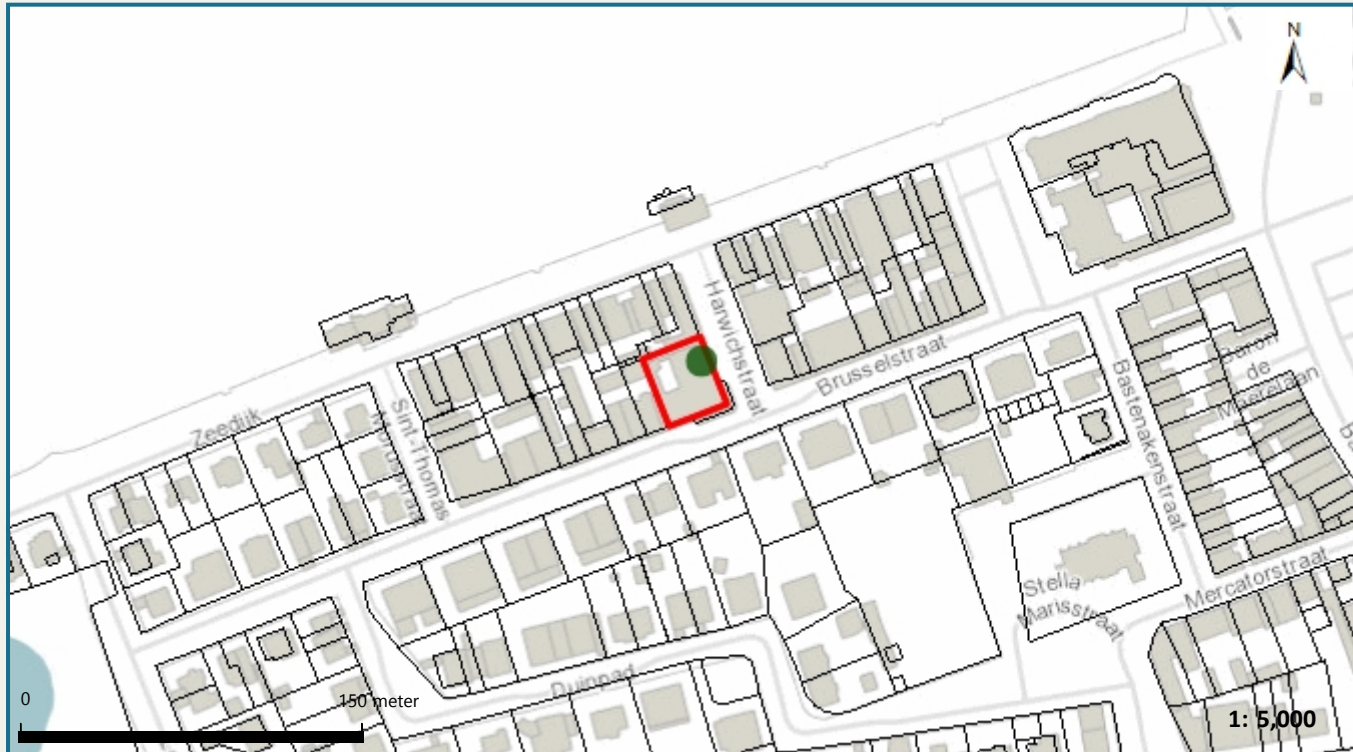 N
Harwichstraat
Brusselstraat
Zeedijk
Sint-Thomas
Morusstraat
Bastenakenstraat
Baron
de
Maerelaan
Stella
Marisstraat
Mercatorstraat
Duinpad
0
150 meter
1: 5,000